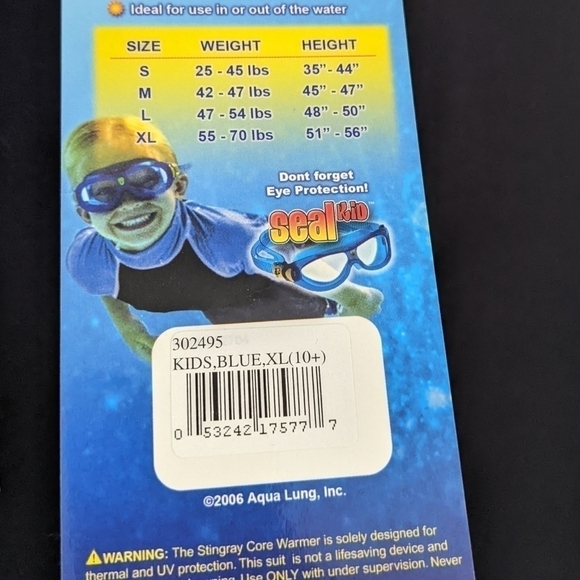 Ideal for use in or out of the water
SIZE WEIGHT HEIGHT
S 25 - 45 lbs 35”- 44”
M 42 - 47 lbs 45” - 47”
L 47 - 54 lbs 48” - 50”
XL 55 - 70 lbs 51” - 56”
Dont forget
Eye Protection!
seal KiD™
302495
KIDS,BLUE,XL(10+)
0 53242 17577 7
©2006 Aqua Lung, Inc.
WARNING: The Stingray Core Warmer is solely designed for
thermal and UV protection. This suit is not a lifesaving device and
Use ONLY with under supervision. Never